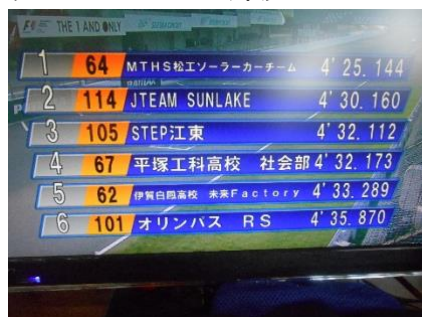 THE 1 AND ONLY
1 64 MTHS松工ソーラーカーチーム 4'25.144
2 114 JTEAM SUNLAKE 4'30.160
3 105 STEP江東 4'32.112
4 67 平塚工科高校 社会部 4'32.173
5 62 伊賀白鳳高校 未来Factory 4'33.289
6 101 オリンパス RS 4'35.870